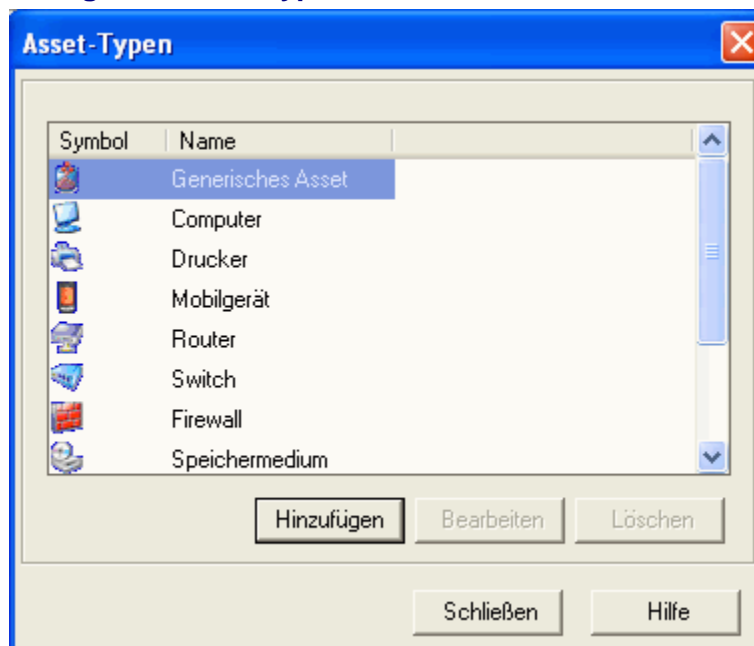 Asset-Typen
Symbol Name
Generisches Asset
Computer
Drucker
Mobilgerät
Router
Switch
Firewall
Speichermedium
Hinzufügen Bearbeiten Löschen
Schließen Hilfe